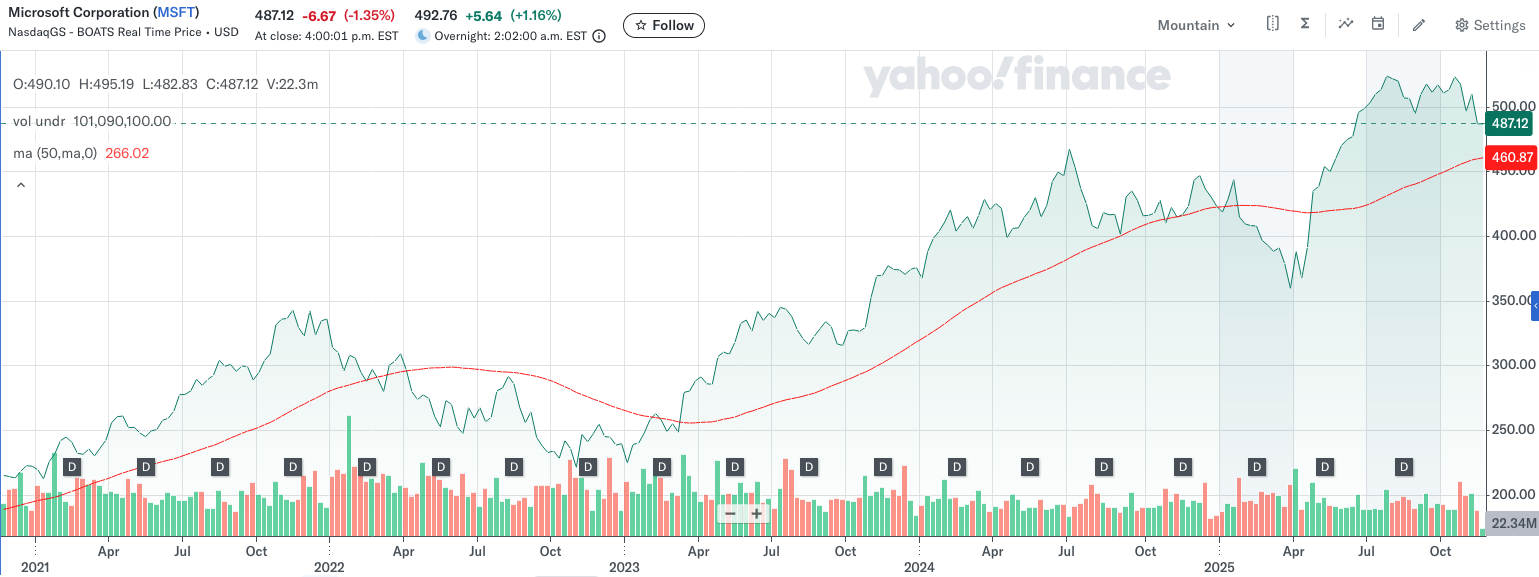 Microsoft Corporation (MSFT)
NasdaqGS - BOATS Real Time Price • USD
487.12 -6.67 (-1.35%)
At close: 4:00:01 p.m. EST
492.76 +5.64 (+1.16%)
Overnight: 2:02:00 a.m. EST
Follow
Mountain
Σ
Settings
yahoo!finance
O:490.10 H:495.19 L:482.83 C:487.12 V:22.3m
vol undr 101,090,100.00
ma (50,ma,0) 266.02
500.00
487.12
460.87
450.00
400.00
350.00
300.00
250.00
200.00
22.34M
D D D D D D D D D D D D D D D D D D D
− +
Apr Jul Oct Apr Jul Oct Apr Jul Oct Apr Jul Oct Apr Jul Oct
2021 2022 2023 2024 2025